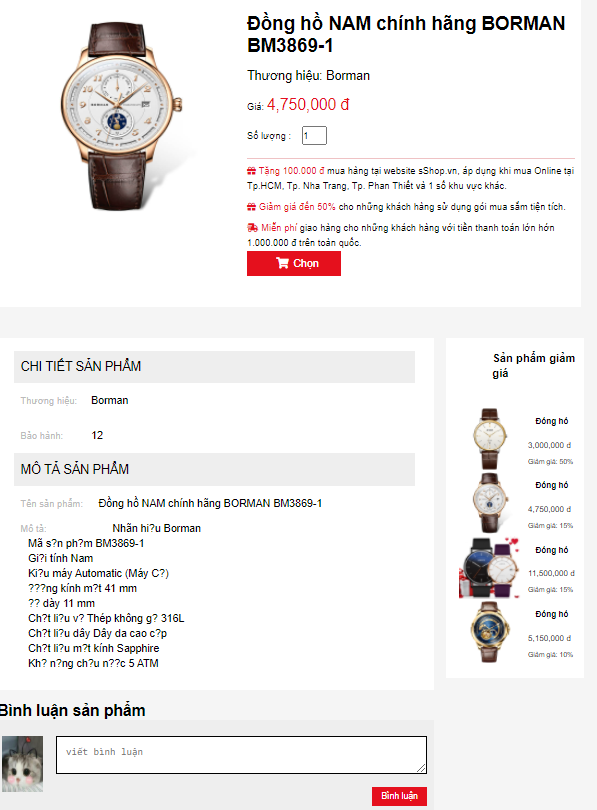 Đồng hồ NAM chính hãng BORMAN
BM3869-1
Thương hiệu: Borman
Giá: 4,750,000 đ
Số lượng : 1
Tặng 100.000 đ mua hàng tại website sShop.vn, áp dụng khi mua Online tại
Tp.HCM, Tp. Nha Trang, Tp. Phan Thiết và 1 số khu vực khác.
Giảm giá đến 50% cho những khách hàng sử dụng gói mua sắm tiện tích.
Miễn phí giao hàng cho những khách hàng với tiền thanh toán lớn hơn
1.000.000 đ trên toàn quốc.
Chọn
CHI TIẾT SẢN PHẨM
Thương hiệu: Borman
Bảo hành: 12
MÔ TẢ SẢN PHẨM
Tên sản phẩm: Đồng hồ NAM chính hãng BORMAN BM3869-1
Mô tả: Nhãn hi?u Borman
Mã s?n ph?m BM3869-1
Gi?i tính Nam
Ki?u máy Automatic (Máy C?)
???ng kính m?t 41 mm
?? dày 11 mm
Ch?t li?u v? Thép không g? 316L
Ch?t li?u dây Dây da cao c?p
Ch?t li?u m?t kính Sapphire
Kh? n?ng ch?u n??c 5 ATM
Sản phẩm giảm
giá
Đồng hồ
3,000,000 đ
Giảm giá: 50%
Đồng hồ
4,750,000 đ
Giảm giá: 15%
Đồng hồ
11,500,000 đ
Giảm giá: 15%
Đồng hồ
5,150,000 đ
Giảm giá: 10%
Bình luận sản phẩm
viết bình luận
Bình luận